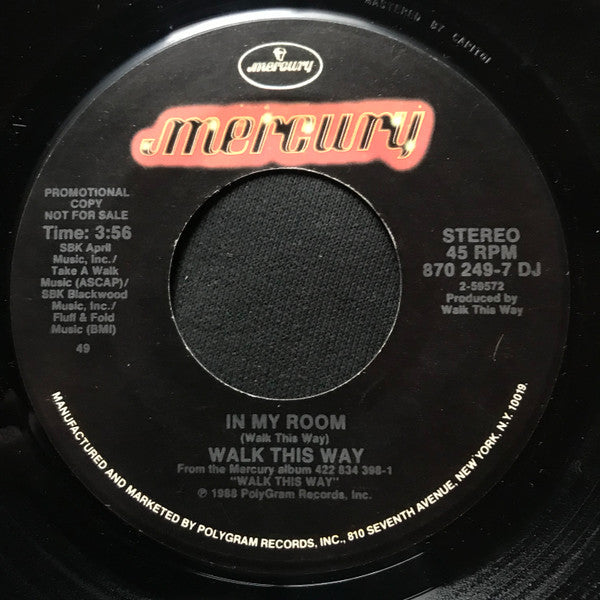 MASTERED BY CAPITOL
mercury
mercury
PROMOTIONAL
COPY
NOT FOR SALE
Time: 3:56
SBK April
Music, Inc./
Take A Walk
Music (ASCAP)/
SBK Blackwood
Music, Inc./
Fluff & Fold
Music (BMI)
49
STEREO
45 RPM
870 249-7 DJ
2-59572
Produced by
Walk This Way
IN MY ROOM
(Walk This Way)
WALK THIS WAY
From the Mercury album 422 834 398-1
"WALK THIS WAY"
℗ 1988 PolyGram Records, Inc.
MANUFACTURED AND MARKETED BY POLYGRAM RECORDS, INC., 810 SEVENTH AVENUE, NEW YORK, N.Y. 10019.